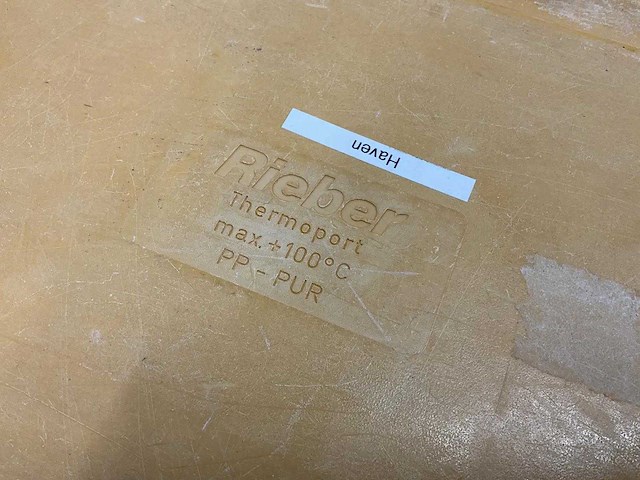 Haven
Rieber
Thermoport
max.+100°C
PP - PUR